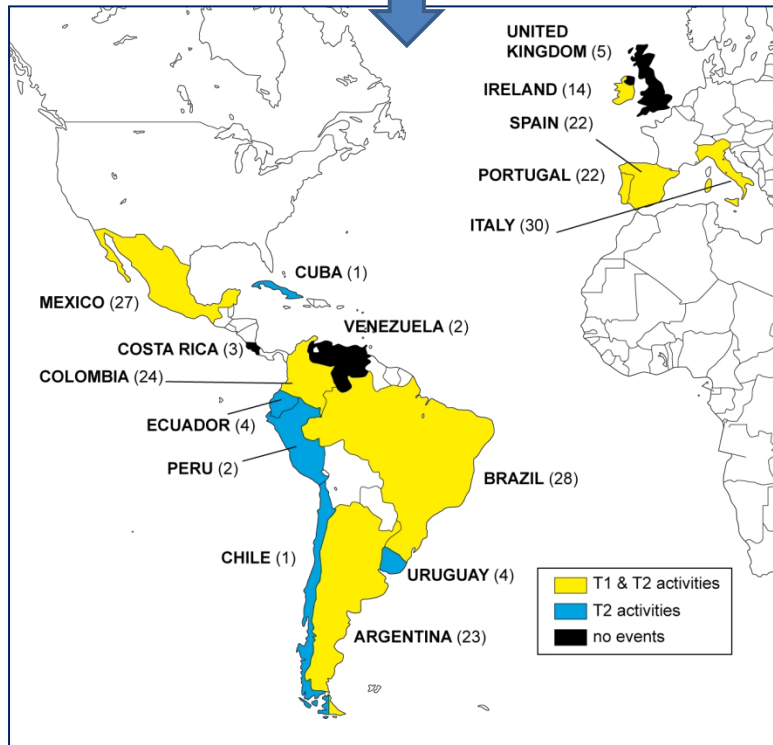 UNITED
KINGDOM (5)
IRELAND (14)
SPAIN (22)
PORTUGAL (22)
ITALY (30)
CUBA (1)
MEXICO (27)
VENEZUELA (2)
COSTA RICA (3)
COLOMBIA (24)
ECUADOR (4)
PERU (2)
BRAZIL (28)
CHILE (1)
URUGUAY (4)
ARGENTINA (23)
T1 & T2 activities
T2 activities
no events